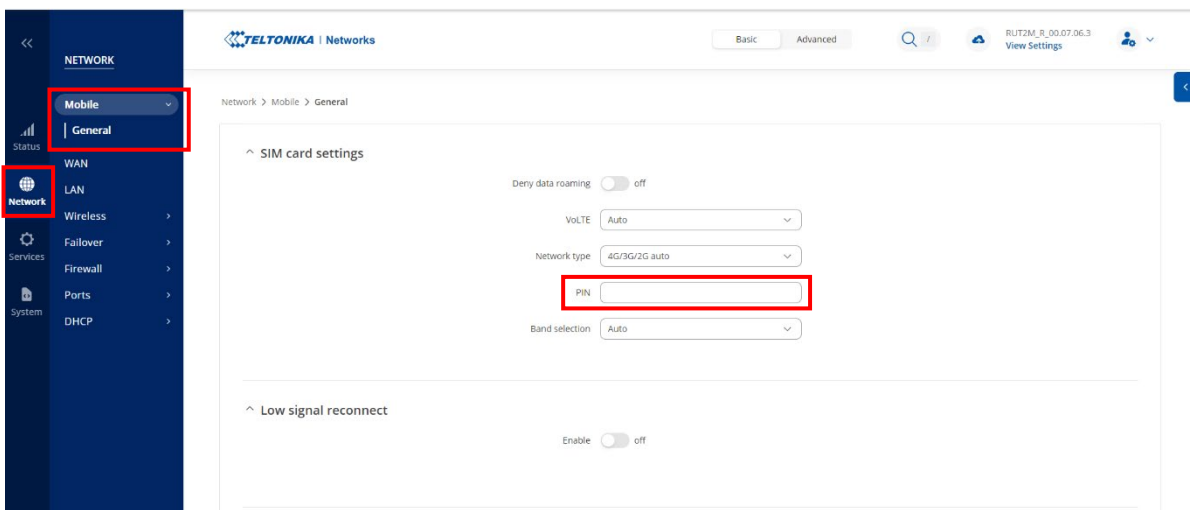 TELTONIKA | Networks
Basic
Advanced
/
RUT2M_R_00.07.06.3
View Settings
NETWORK
Mobile
General
WAN
LAN
Wireless
Failover
Firewall
Ports
DHCP
Status
Network
Services
System
Network > Mobile > General
SIM card settings
Deny data roaming off
VoLTE Auto
Network type 4G/3G/2G auto
PIN
Band selection Auto
Low signal reconnect
Enable off